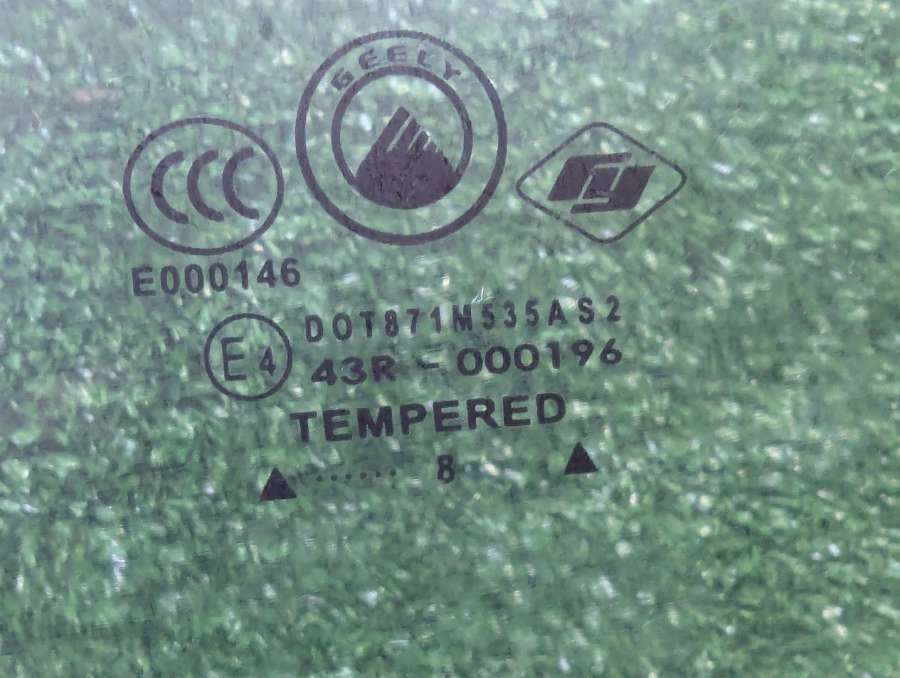 GEELY
CCC
E000146
DOT871M535AS2
E4
43R - 000196
TEMPERED
...... 8